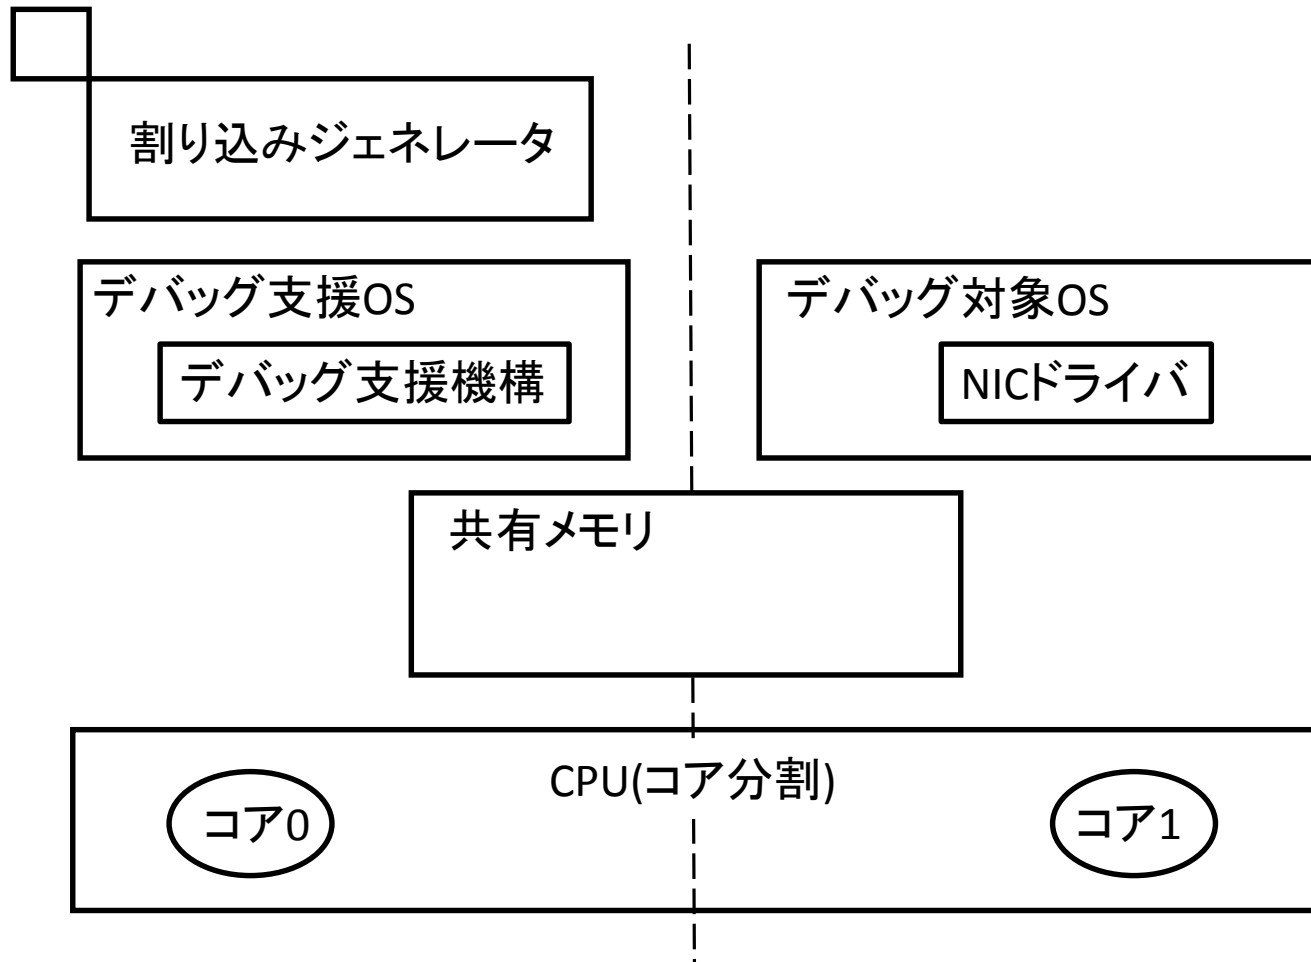 割り込みジェネレータ
デバッグ支援OS
デバッグ支援機構
デバッグ対象OS
NICドライバ
共有メモリ
CPU(コア分割)
コア0
コア1